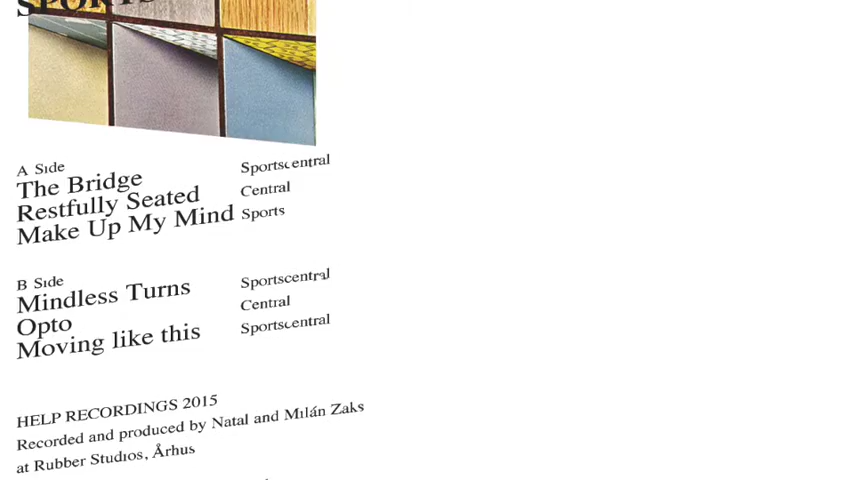 SPORTS
A Side
The Bridge Sportscentral
Restfully Seated Central
Make Up My Mind Sports
B Side
Mindless Turns Sportscentral
Opto Central
Moving like this Sportscentral
HELP RECORDINGS 2015
Recorded and produced by Natal and Milán Zaks
at Rubber Studios, Århus